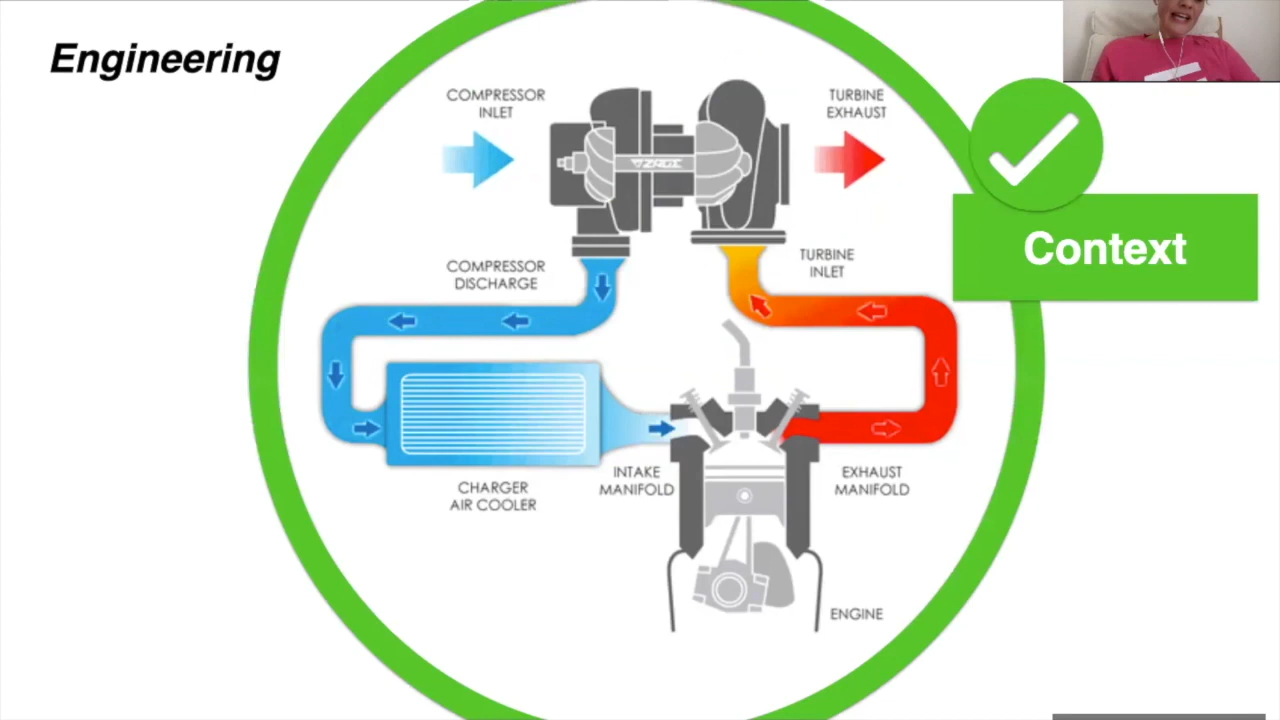 Engineering
COMPRESSOR
INLET
TURBINE
EXHAUST
Context
COMPRESSOR
DISCHARGE
TURBINE
INLET
CHARGER
AIR COOLER
INTAKE
MANIFOLD
EXHAUST
MANIFOLD
ENGINE